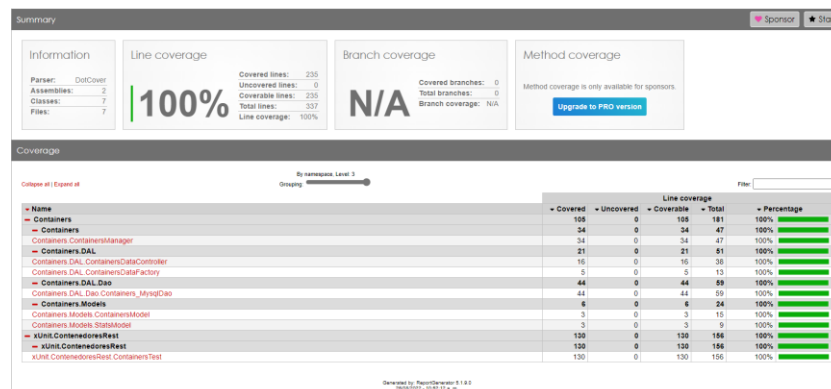 Summary
Sponsor
Information
Parser: DotCover
Assemblies: 2
Classes: 7
Files: 7
Line coverage
100%
Covered lines: 235
Uncovered lines: 0
Coverable lines: 235
Total lines: 337
Line coverage: 100%
Branch coverage
N/A
Covered branches: 0
Total branches: 0
Branch coverage: N/A
Method coverage
Method coverage is only available for sponsors.
Upgrade to PRO version
Coverage
Collapse all | Expand all
By namespace, Level: 3
Grouping:
Filter:
Line coverage
Name Covered Uncovered Coverable Total Percentage
Containers 105 0 105 181 100%
Containers 34 0 34 47 100%
Containers.ContainersManager 34 0 34 47 100%
Containers.DAL 21 0 21 51 100%
Containers.DAL.ContainersDataController 16 0 16 38 100%
Containers.DAL.ContainersDataFactory 5 0 5 13 100%
Containers.DAL.Dao 44 0 44 59 100%
Containers.DAL.Dao.Containers_MysqlDao 44 0 44 59 100%
Containers.Models 6 0 6 24 100%
Containers.Models.ContainersModel 3 0 3 15 100%
Containers.Models.StatsModel 3 0 3 9 100%
xUnit.ContenedoresRest 130 0 130 156 100%
xUnit.ContenedoresRest 130 0 130 156 100%
xUnit.ContenedoresRest.ContainersTest 130 0 130 156 100%
Generated by: ReportGenerator 5.1.9.0